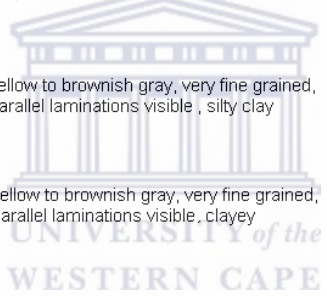 ellow to brownish gray, very fine grained,
arallel laminations visible , silty clay
ellow to brownish gray, very fine grained,
arallel laminations visible, clayey
UNIVERSITY of the
WESTERN CAPE